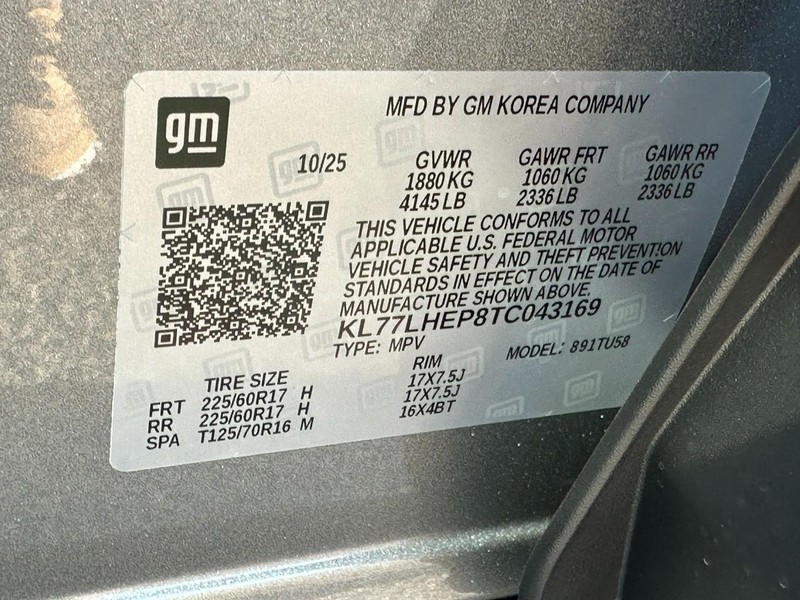 gm
MFD BY GM KOREA COMPANY
10/25 GVWR GAWR FRT GAWR RR
1880 KG 1060 KG 1060 KG
4145 LB 2336 LB 2336 LB
THIS VEHICLE CONFORMS TO ALL
APPLICABLE U.S. FEDERAL MOTOR
VEHICLE SAFETY AND THEFT PREVENTION
STANDARDS IN EFFECT ON THE DATE OF
MANUFACTURE SHOWN ABOVE.
KL77LHEP8TC043169
TYPE: MPV MODEL: 891TU58
TIRE SIZE RIM
FRT 225/60R17 H 17X7.5J
RR 225/60R17 H 17X7.5J
SPA T125/70R16 M 16X4BT